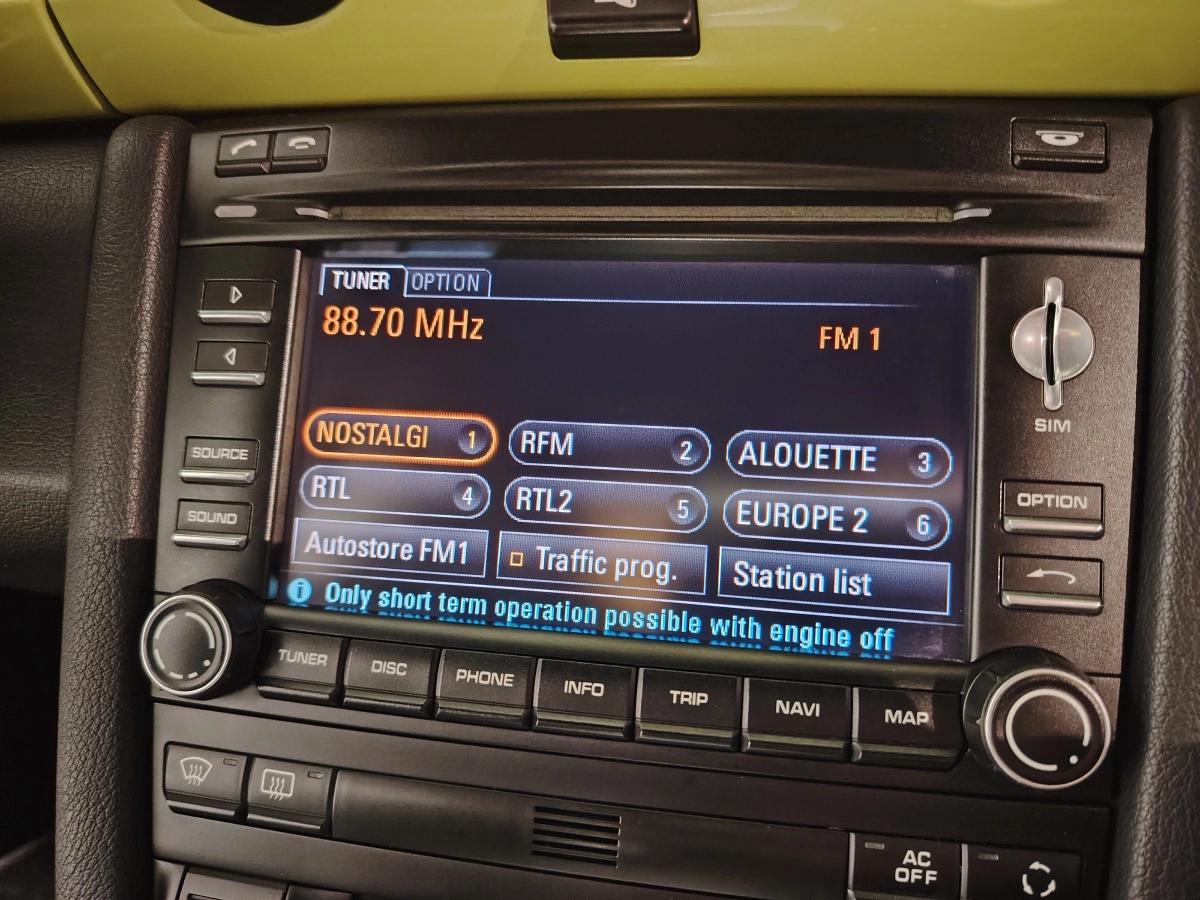 TUNER OPTION
88.70 MHz FM 1
NOSTALGI 1 RFM 2 ALOUETTE 3
RTL 4 RTL2 5 EUROPE 2 6
Autostore FM1 Traffic prog. Station list
Only short term operation possible with engine off
SOURCE
SOUND
SIM
OPTION
TUNER DISC PHONE INFO TRIP NAVI MAP
AC
OFF